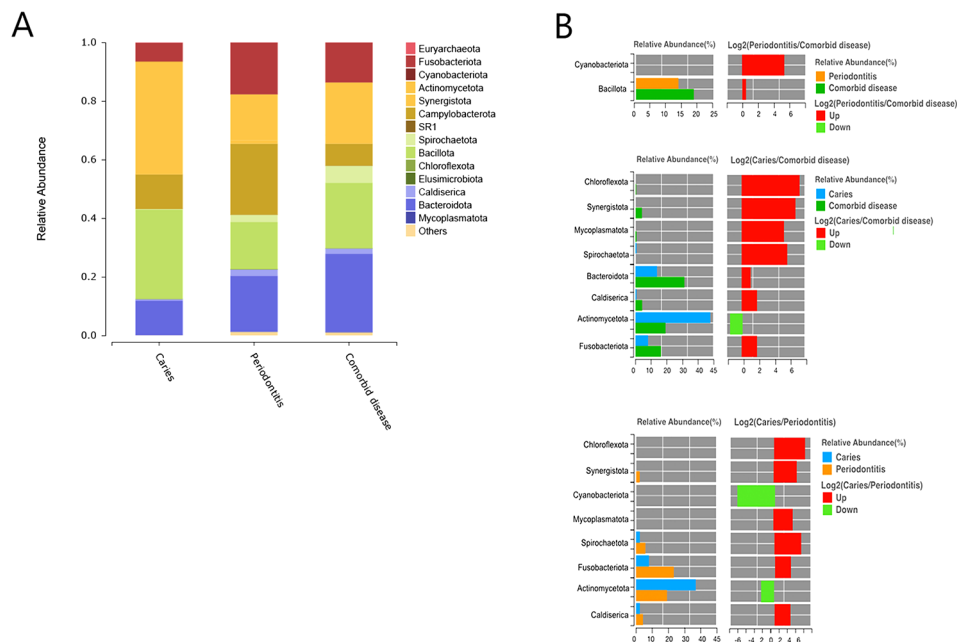 A
Relative Abundance
1.0
0.8
0.6
0.4
0.2
0.0
Caries
Periodontitis
Comorbid disease
Euryarchaeota
Fusobacteriota
Cyanobacteriota
Actinomycetota
Synergistota
Campylobacterota
SR1
Spirochaetota
Bacillota
Chloroflexota
Elusimicrobiota
Caldiserica
Bacteroidota
Mycoplasmatota
Others
B
Relative Abundance(%) Log2(Periodontitis/Comorbid disease)
Cyanobacteriota
Bacillota
0 5 10 15 20 25 0 2 4 6
Relative Abundance(%)
Periodontitis
Comorbid disease
Log2(Periodontitis/Comorbid disease)
Up
Down
Relative Abundance(%) Log2(Caries/Comorbid disease)
Chloroflexota
Synergistota
Mycoplasmatota
Spirochaetota
Bacteroidota
Caldiserica
Actinomycetota
Fusobacteriota
0 10 20 30 40 45 0 2 4 6
Relative Abundance(%)
Caries
Comorbid disease
Log2(Caries/Comorbid disease)
Up
Down
Relative Abundance(%) Log2(Caries/Periodontitis)
Chloroflexota
Synergistota
Cyanobacteriota
Mycoplasmatota
Spirochaetota
Fusobacteriota
Actinomycetota
Caldiserica
0 10 20 30 40 45 -8 -6 -4 -2 0 2 4 6
Relative Abundance(%)
Caries
Periodontitis
Log2(Caries/Periodontitis)
Up
Down